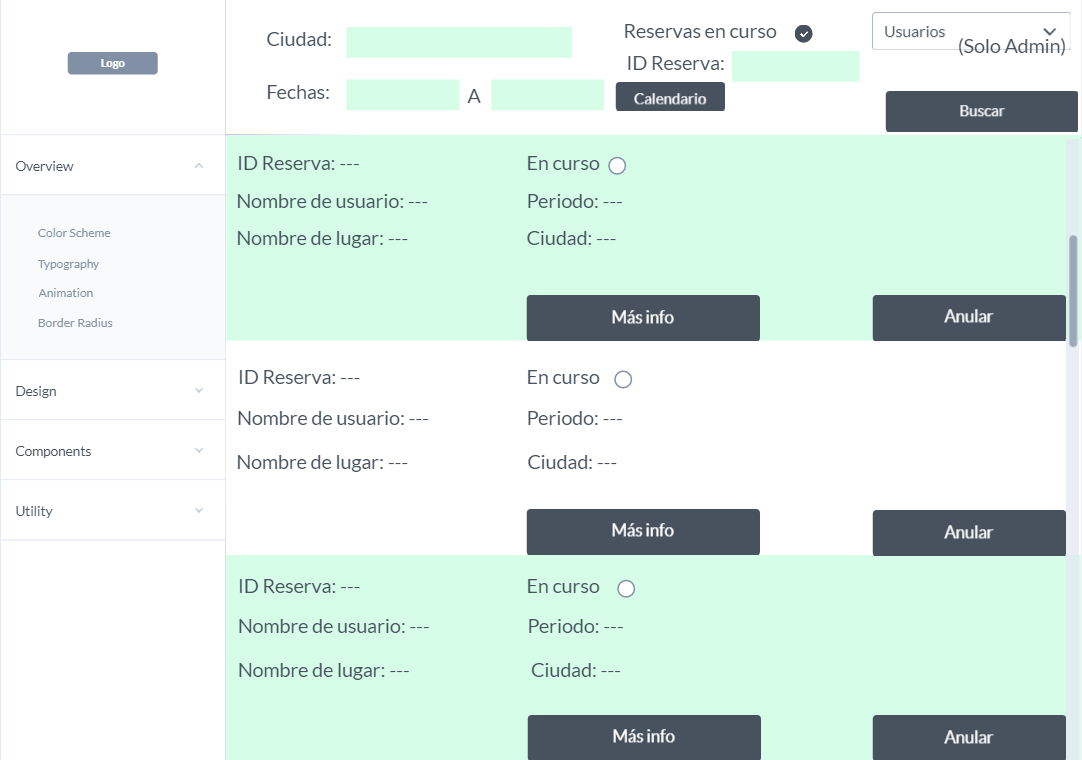 Logo
Overview
Color Scheme
Typography
Animation
Border Radius
Design
Components
Utility
Ciudad:
Reservas en curso
Usuarios
(Solo Admin)
ID Reserva:
Fechas:
A
Calendario
Buscar
ID Reserva: ---
En curso
Nombre de usuario: ---
Periodo: ---
Nombre de lugar: ---
Ciudad: ---
Más info
Anular
ID Reserva: ---
En curso
Nombre de usuario: ---
Periodo: ---
Nombre de lugar: ---
Ciudad: ---
Más info
Anular
ID Reserva: ---
En curso
Nombre de usuario: ---
Periodo: ---
Nombre de lugar: ---
Ciudad: ---
Más info
Anular